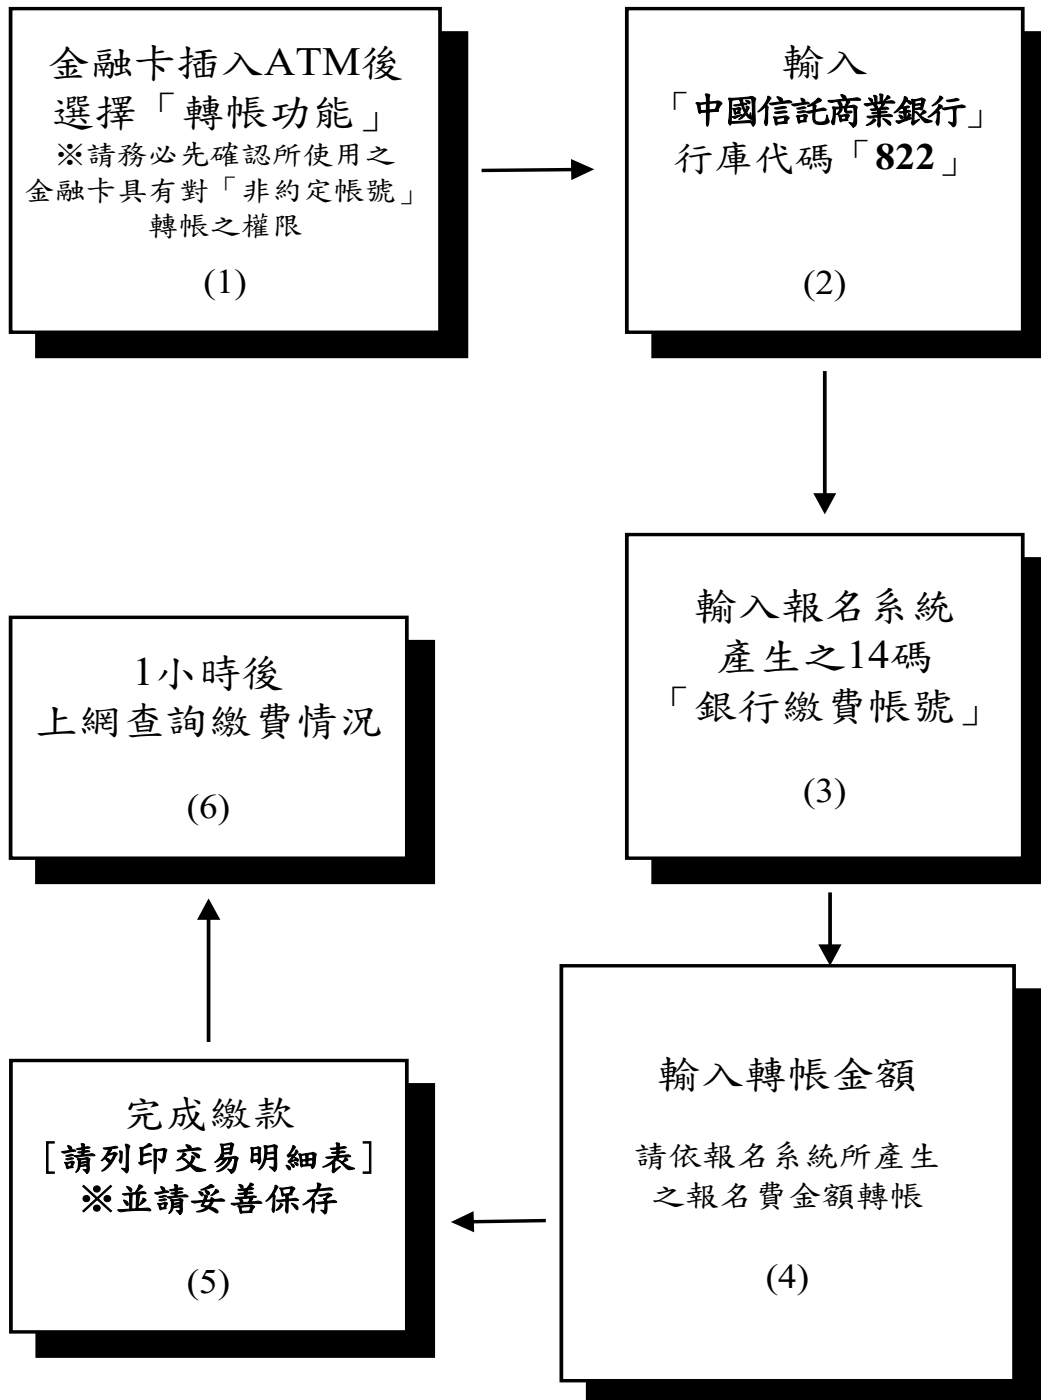 金融卡插入ATM後
選擇「轉帳功能」
※請務必先確認所使用之
金融卡具有對「非約定帳號」
轉帳之權限
(1)
輸入
「中國信託商業銀行」
行庫代碼「822」
(2)
輸入報名系統
產生之14碼
「銀行繳費帳號」
(3)
輸入轉帳金額
請依報名系統所產生
之報名費金額轉帳
(4)
完成繳款
[請列印交易明細表]
※並請妥善保存
(5)
1小時後
上網查詢繳費情況
(6)